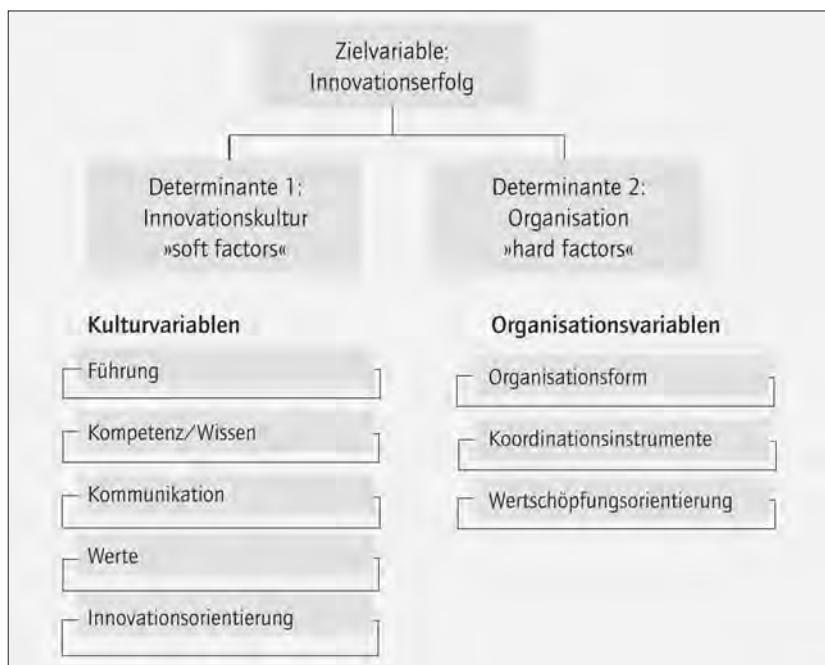 Zielvariable:
Innovationserfolg
Determinante 1:
Innovationskultur
»soft factors«
Determinante 2:
Organisation
»hard factors«
Kulturvariablen
Führung
Kompetenz/Wissen
Kommunikation
Werte
Innovationsorientierung
Organisationsvariablen
Organisationsform
Koordinationsinstrumente
Wertschöpfungsorientierung